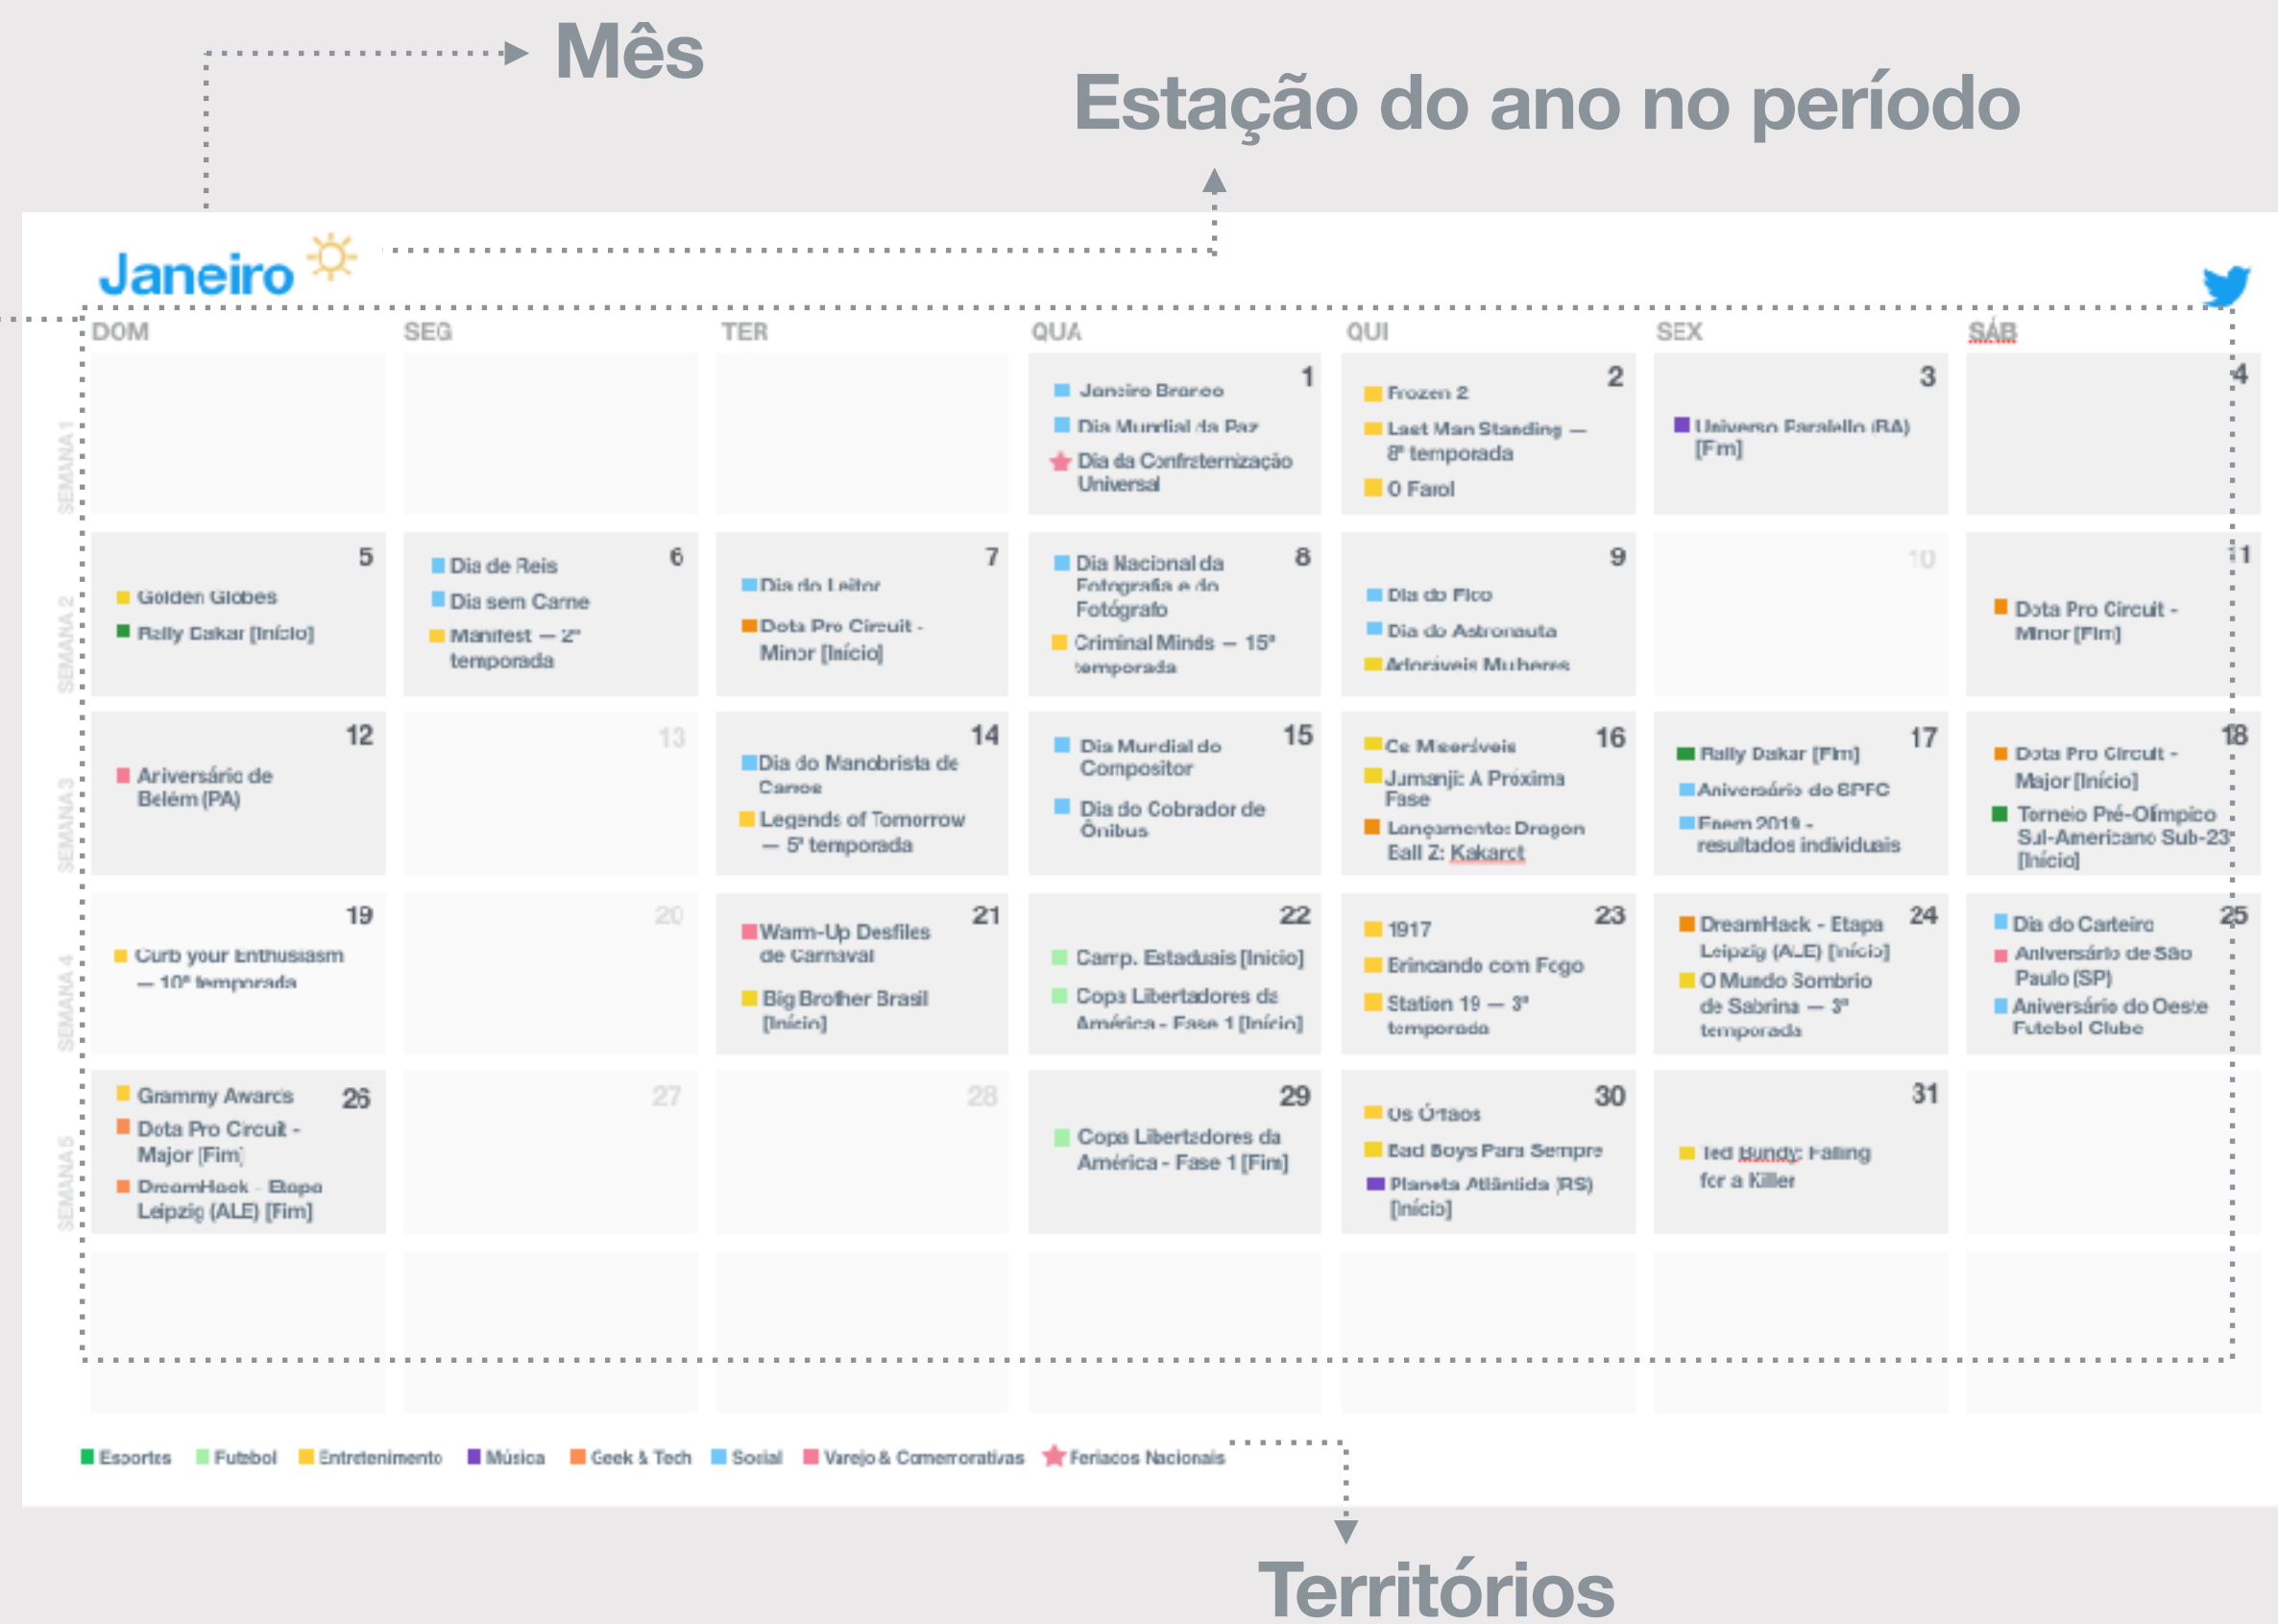 Mês
Estação do ano no período
Janeiro
DOM SEG TER QUA QUI SEX SÁB
SEMANA 1
1
Janeiro Branco
Dia Mundial da Paz
Dia da Confraternização
Universal
2
Frozen 2
Last Man Standing —
8ª temporada
O Farol
3
Universo Paralello (BA)
[Fim]
4
SEMANA 2
5
Golden Globes
Rally Dakar [Início]
6
Dia de Reis
Dia sem Carne
Manifest — 2ª
temporada
7
Dia do Leitor
Dota Pro Circuit -
Minor [Início]
8
Dia Nacional da
Fotografia e do
Fotógrafo
Criminal Minds — 15ª
temporada
9
Dia do Fico
Dia do Astronauta
Adoráveis Mulheres
10
11
Dota Pro Circuit -
Minor [Fim]
SEMANA 3
12
Aniversário de
Belém (PA)
13
14
Dia do Manobrista de
Carros
Legends of Tomorrow
— 5ª temporada
15
Dia Mundial do
Compositor
Dia do Cobrador de
Ônibus
16
Os Miseráveis
Jumanji: A Próxima
Fase
Lançamento: Dragon
Ball Z: Kakarot
17
Rally Dakar [Fim]
Aniversário do SPFC
Enem 2019 -
resultados individuais
18
Dota Pro Circuit -
Major [Início]
Torneio Pré-Olímpico
Sul-Americano Sub-23
[Início]
SEMANA 4
19
Curb your Enthusiasm
— 10ª temporada
20
21
Warm-Up Desfiles
de Carnaval
Big Brother Brasil
[Início]
22
Camp. Estaduais [Início]
Copa Libertadores da
América - Fase 1 [Início]
23
1917
Brincando com Fogo
Station 19 — 3ª
temporada
24
DreamHack - Etapa
Leipzig (ALE) [Início]
O Mundo Sombrio
de Sabrina — 3ª
temporada
25
Dia do Carteiro
Aniversário de São
Paulo (SP)
Aniversário do Oeste
Futebol Clube
SEMANA 5
26
Grammy Awards
Dota Pro Circuit -
Major [Fim]
DreamHack - Etapa
Leipzig (ALE) [Fim]
27
28
29
Copa Libertadores da
América - Fase 1 [Fim]
30
Os Órfãos
Bad Boys Para Sempre
Planeta Atlântida (RS)
[Início]
31
Ted Bundy: Falling
for a Killer
Esportes Futebol Entretenimento Música Geek & Tech Social Varejo & Comemorativas Feriados Nacionais
Territórios